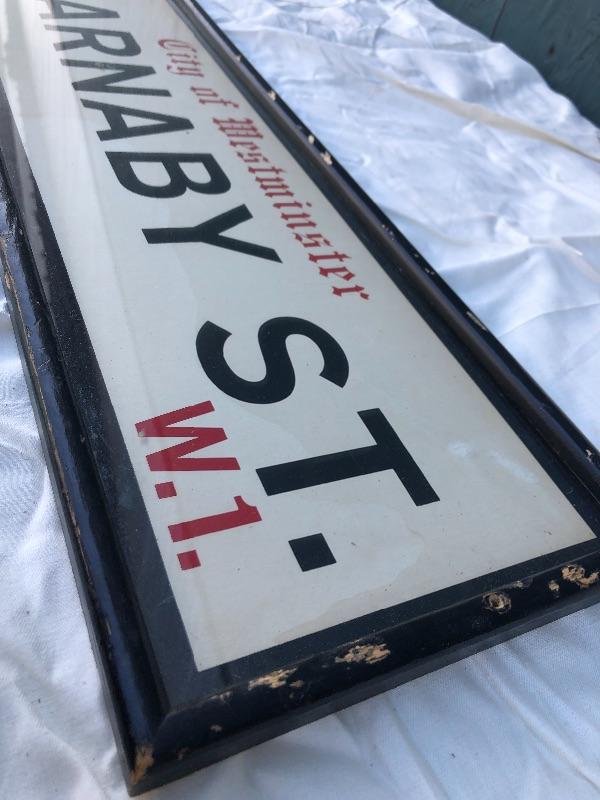 City of Westminster
ARNABY ST.
W.1.